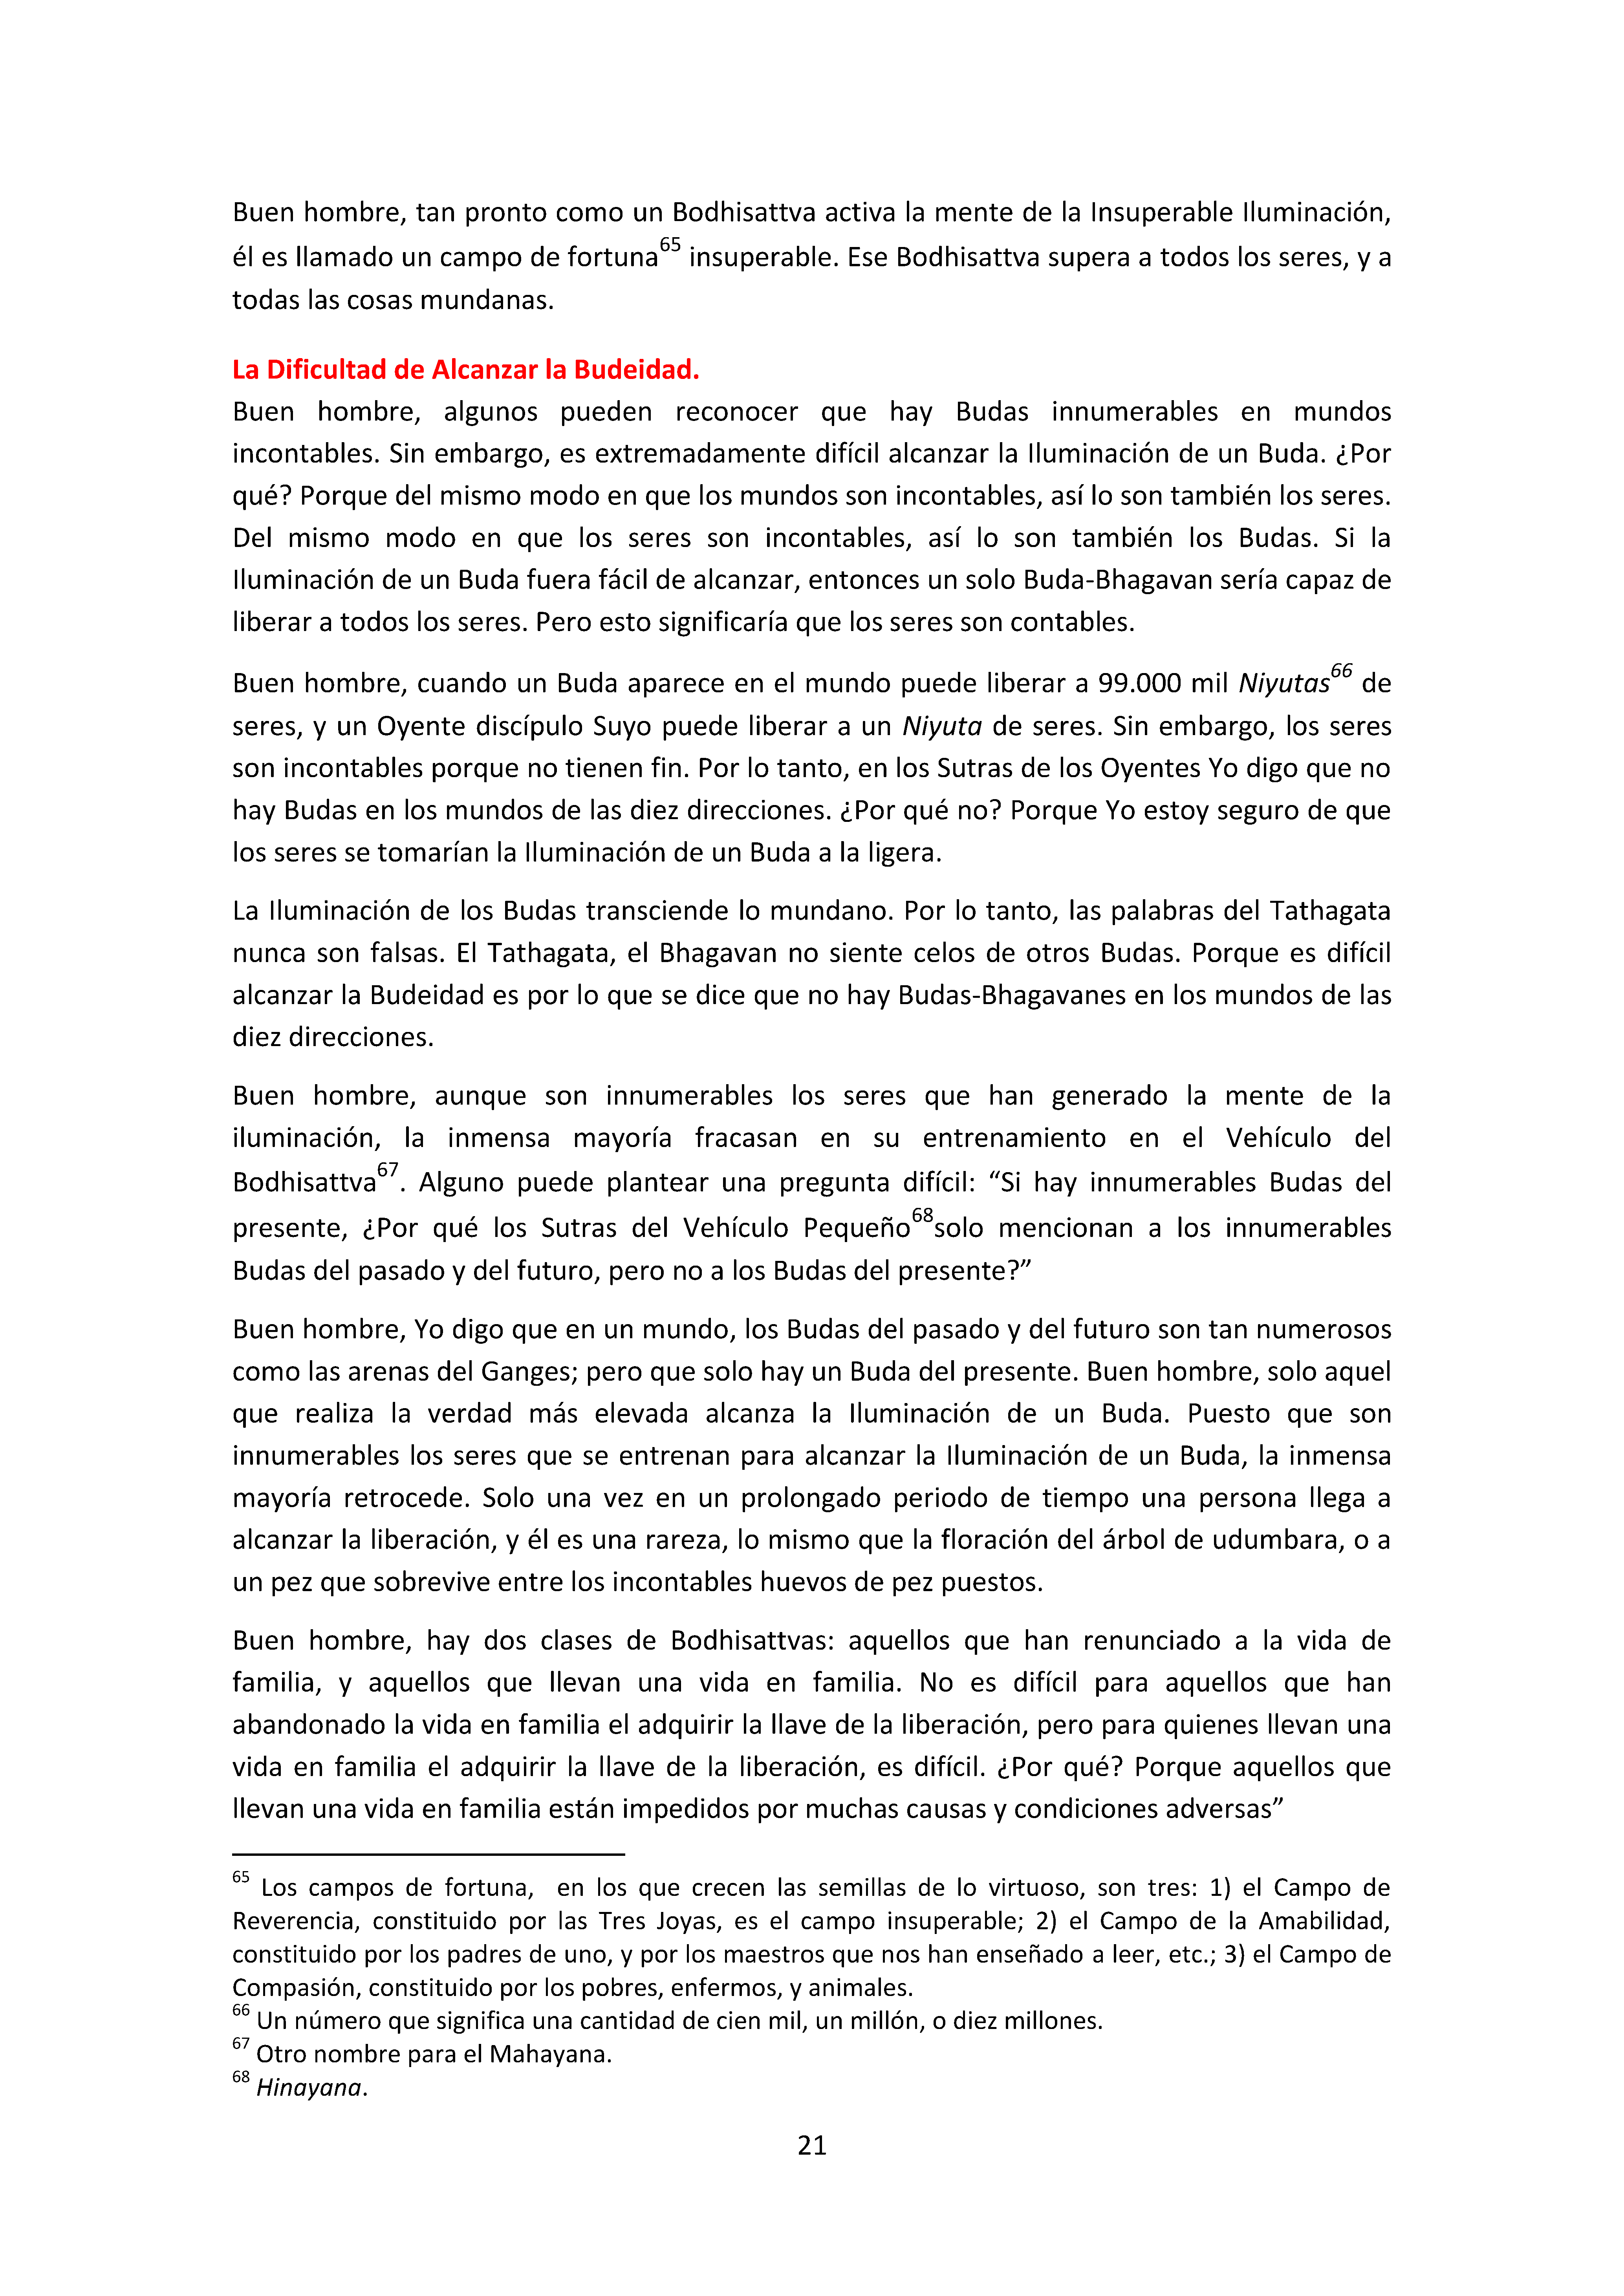 Buen hombre, tan pronto como un Bodhisattva activa la mente de la Insuperable Iluminación,
él es llamado un campo de fortuna65 insuperable. Ese Bodhisattva supera a todos los seres, y a
todas las cosas mundanas.
La Dificultad de Alcanzar la Budeidad.
Buen hombre, algunos pueden reconocer que hay Budas innumerables en mundos
incontables. Sin embargo, es extremadamente difícil alcanzar la Iluminación de un Buda. ¿Por
qué? Porque del mismo modo en que los mundos son incontables, así lo son también los seres.
Del mismo modo en que los seres son incontables, así lo son también los Budas. Si la
Iluminación de un Buda fuera fácil de alcanzar, entonces un solo Buda-Bhagavan sería capaz de
liberar a todos los seres. Pero esto significaría que los seres son contables.
Buen hombre, cuando un Buda aparece en el mundo puede liberar a 99.000 mil Niyutas66 de
seres, y un Oyente discípulo Suyo puede liberar a un Niyuta de seres. Sin embargo, los seres
son incontables porque no tienen fin. Por lo tanto, en los Sutras de los Oyentes Yo digo que no
hay Budas en los mundos de las diez direcciones. ¿Por qué no? Porque Yo estoy seguro de que
los seres se tomarían la Iluminación de un Buda a la ligera.
La Iluminación de los Budas transciende lo mundano. Por lo tanto, las palabras del Tathagata
nunca son falsas. El Tathagata, el Bhagavan no siente celos de otros Budas. Porque es difícil
alcanzar la Budeidad es por lo que se dice que no hay Budas-Bhagavanes en los mundos de las
diez direcciones.
Buen hombre, aunque son innumerables los seres que han generado la mente de la
iluminación, la inmensa mayoría fracasan en su entrenamiento en el Vehículo del
Bodhisattva67. Alguno puede plantear una pregunta difícil: “Si hay innumerables Budas del
presente, ¿Por qué los Sutras del Vehículo Pequeño68solo mencionan a los innumerables
Budas del pasado y del futuro, pero no a los Budas del presente?”
Buen hombre, Yo digo que en un mundo, los Budas del pasado y del futuro son tan numerosos
como las arenas del Ganges; pero que solo hay un Buda del presente. Buen hombre, solo aquel
que realiza la verdad más elevada alcanza la Iluminación de un Buda. Puesto que son
innumerables los seres que se entrenan para alcanzar la Iluminación de un Buda, la inmensa
mayoría retrocede. Solo una vez en un prolongado periodo de tiempo una persona llega a
alcanzar la liberación, y él es una rareza, lo mismo que la floración del árbol de udumbara, o a
un pez que sobrevive entre los incontables huevos de pez puestos.
Buen hombre, hay dos clases de Bodhisattvas: aquellos que han renunciado a la vida de
familia, y aquellos que llevan una vida en familia. No es difícil para aquellos que han
abandonado la vida en familia el adquirir la llave de la liberación, pero para quienes llevan una
vida en familia el adquirir la llave de la liberación, es difícil. ¿Por qué? Porque aquellos que
llevan una vida en familia están impedidos por muchas causas y condiciones adversas”
65 Los campos de fortuna, en los que crecen las semillas de lo virtuoso, son tres: 1) el Campo de
Reverencia, constituido por las Tres Joyas, es el campo insuperable; 2) el Campo de la Amabilidad,
constituido por los padres de uno, y por los maestros que nos han enseñado a leer, etc.; 3) el Campo de
Compasión, constituido por los pobres, enfermos, y animales.
66 Un número que significa una cantidad de cien mil, un millón, o diez millones.
67 Otro nombre para el Mahayana.
68 Hinayana.
21